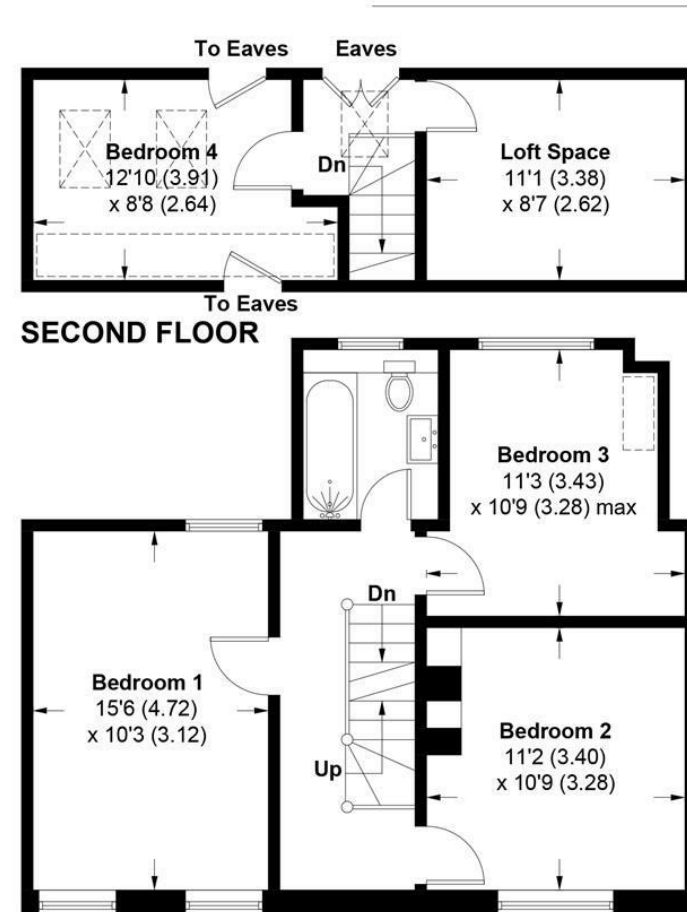 To Eaves
Eaves
Bedroom 4
12'10 (3.91)
x 8'8 (2.64)
Dn
Loft Space
11'1 (3.38)
x 8'7 (2.62)
To Eaves
SECOND FLOOR
Bedroom 3
11'3 (3.43)
x 10'9 (3.28) max
Dn
Bedroom 1
15'6 (4.72)
x 10'3 (3.12)
Up
Bedroom 2
11'2 (3.40)
x 10'9 (3.28)